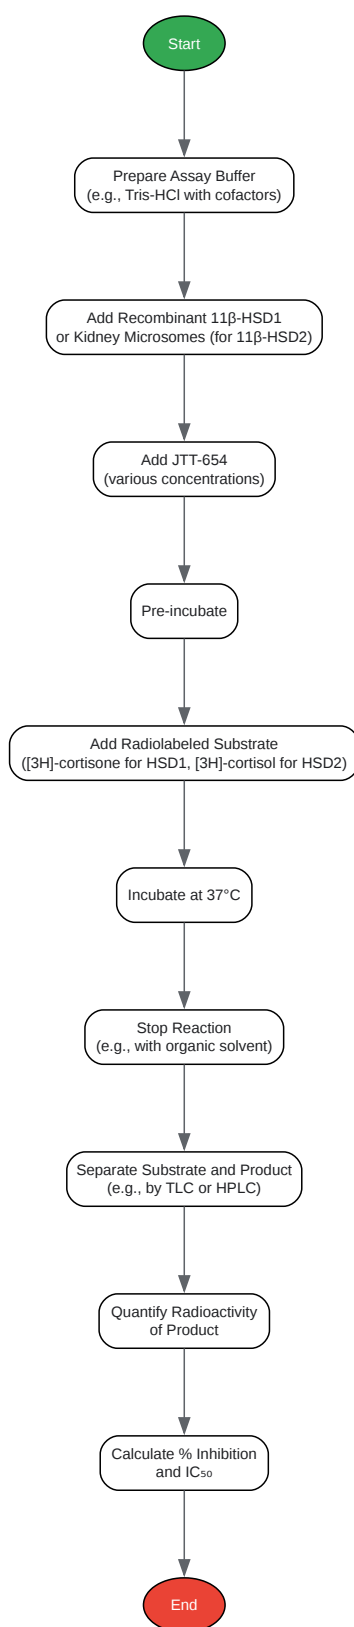 Start
Prepare Assay Buffer
(e.g., Tris-HCl with cofactors)
Add Recombinant 11β-HSD1
or Kidney Microsomes (for 11β-HSD2)
Add JTT-654
(various concentrations)
Pre-incubate
Add Radiolabeled Substrate
([3H]-cortisone for HSD1, [3H]-cortisol for HSD2)
Incubate at 37°C
Stop Reaction
(e.g., with organic solvent)
Separate Substrate and Product
(e.g., by TLC or HPLC)
Quantify Radioactivity
of Product
Calculate % Inhibition
and IC₅₀
End